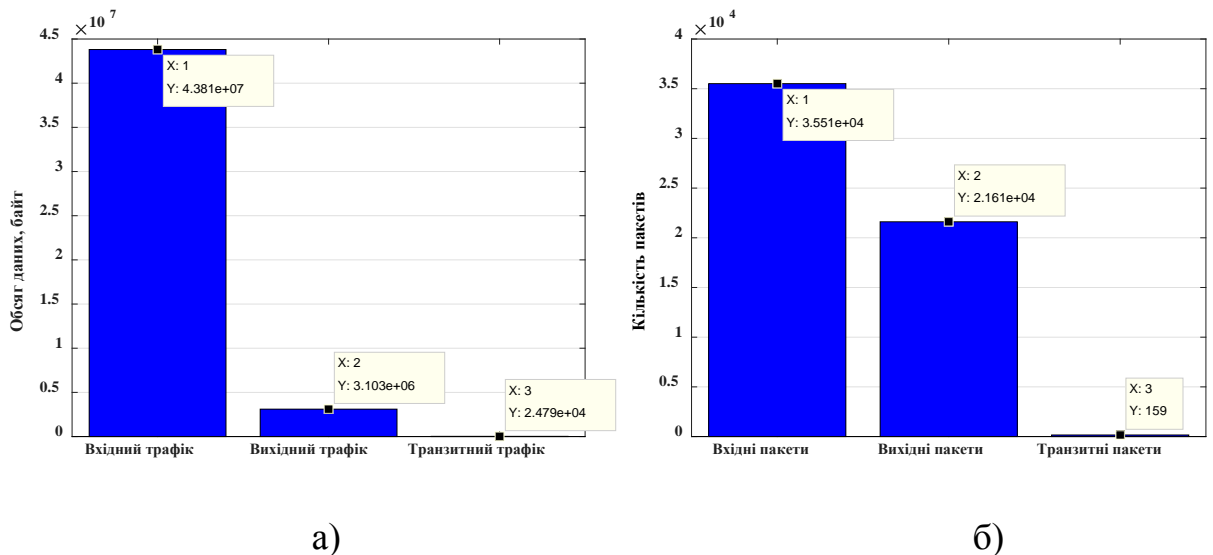 ×10 7
4.5
4
3.5
3
2.5
2
1.5
1
0.5
0
Обсяг даних, байт
X: 1
Y: 4.381e+07
X: 2
Y: 3.103e+06
X: 3
Y: 2.479e+04
Вхідний трафік Вихідний трафік Транзитний трафік
а)
×10 4
4
3.5
3
2.5
2
1.5
1
0.5
0
Кількість пакетів
X: 1
Y: 3.551e+04
X: 2
Y: 2.161e+04
X: 3
Y: 159
Вхідні пакети Вихідні пакети Транзитні пакети
б)